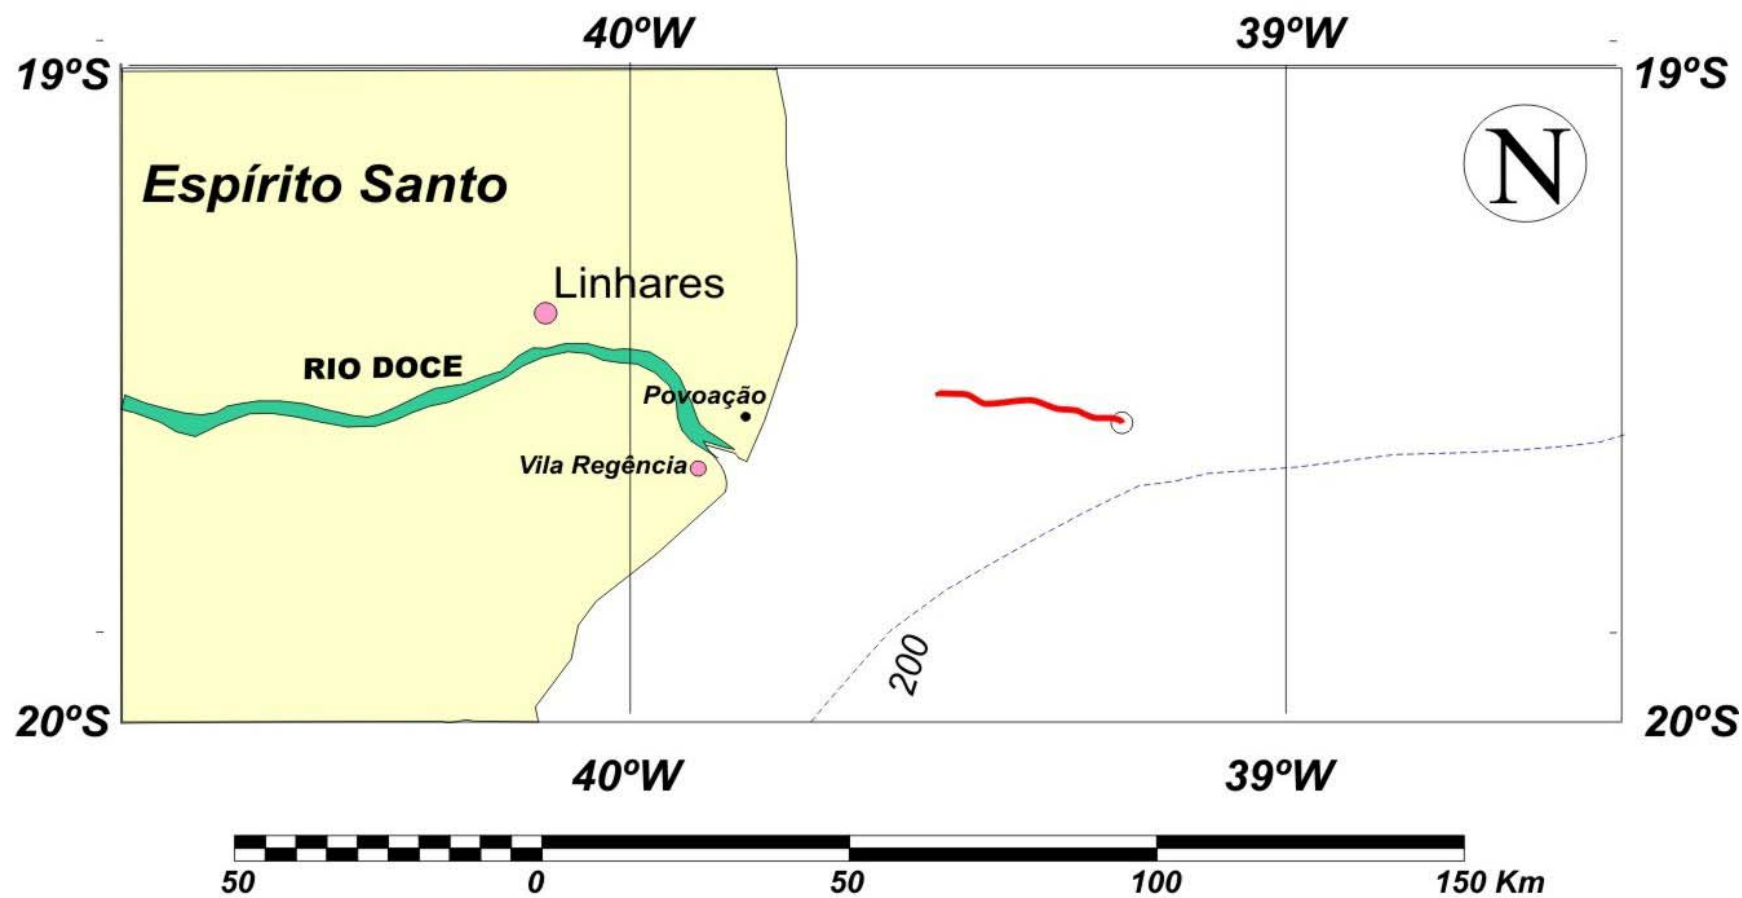 40ºW 39ºW
19ºS 19ºS
N
Espírito Santo
Linhares
RIO DOCE
Povoação
Vila Regência
200
20ºS 20ºS
40ºW 39ºW
50 0 50 100 150 Km